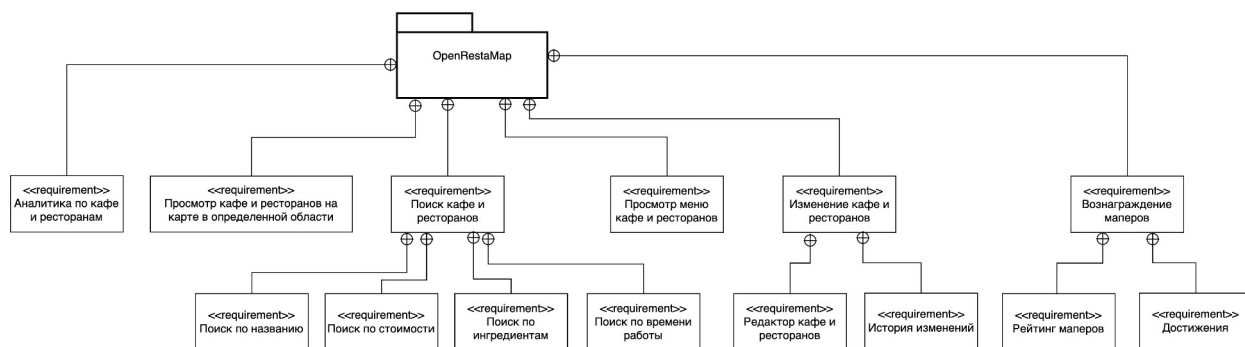 OpenRestaMap
<<requirement>>
Аналитика по кафе
и ресторанам
<<requirement>>
Просмотр кафе и ресторанов на
карте в определенной области
<<requirement>>
Поиск кафе и
ресторанов
<<requirement>>
Просмотр меню
кафе и ресторанов
<<requirement>>
Изменение кафе и
ресторанов
<<requirement>>
Вознаграждение
маперов
<<requirement>>
Поиск по названию
<<requirement>>
Поиск по стоимости
<<requirement>>
Поиск по
ингредиентам
<<requirement>>
Поиск по времени
работы
<<requirement>>
Редактор кафе и
ресторанов
<<requirement>>
История изменений
<<requirement>>
Рейтинг маперов
<<requirement>>
Достижения